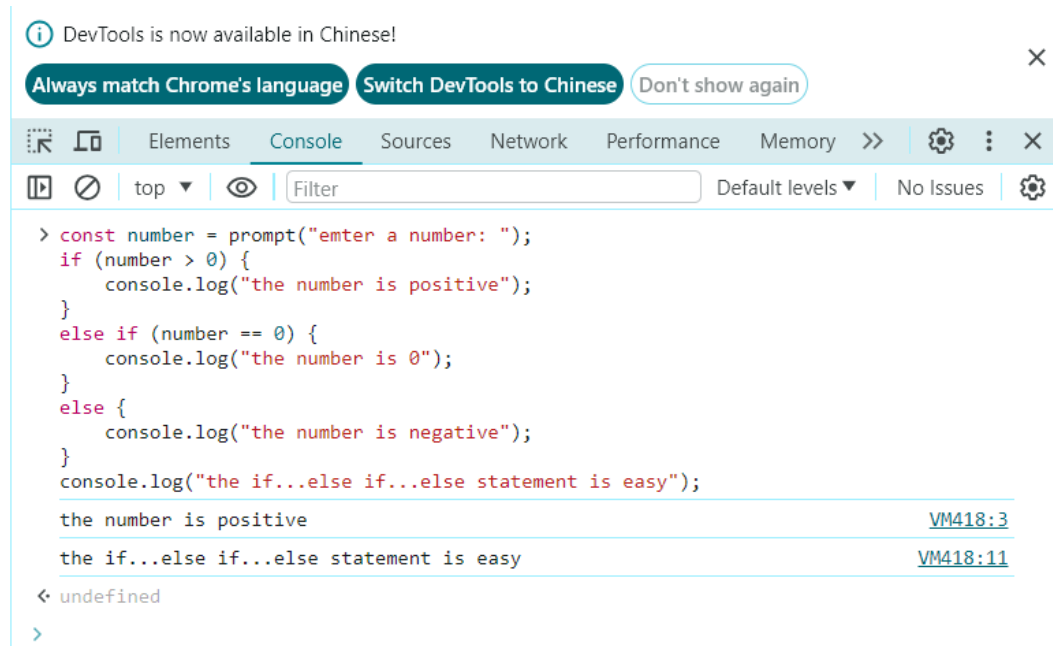 DevTools is now available in Chinese!
Always match Chrome's language Switch DevTools to Chinese Don't show again
Elements Console Sources Network Performance Memory
top Filter Default levels No Issues
const number = prompt("emter a number: ");
if (number > 0) {
    console.log("the number is positive");
}
else if (number == 0) {
    console.log("the number is 0");
}
else {
    console.log("the number is negative");
}
console.log("the if...else if...else statement is easy");
the number is positive VM418:3
the if...else if...else statement is easy VM418:11
undefined